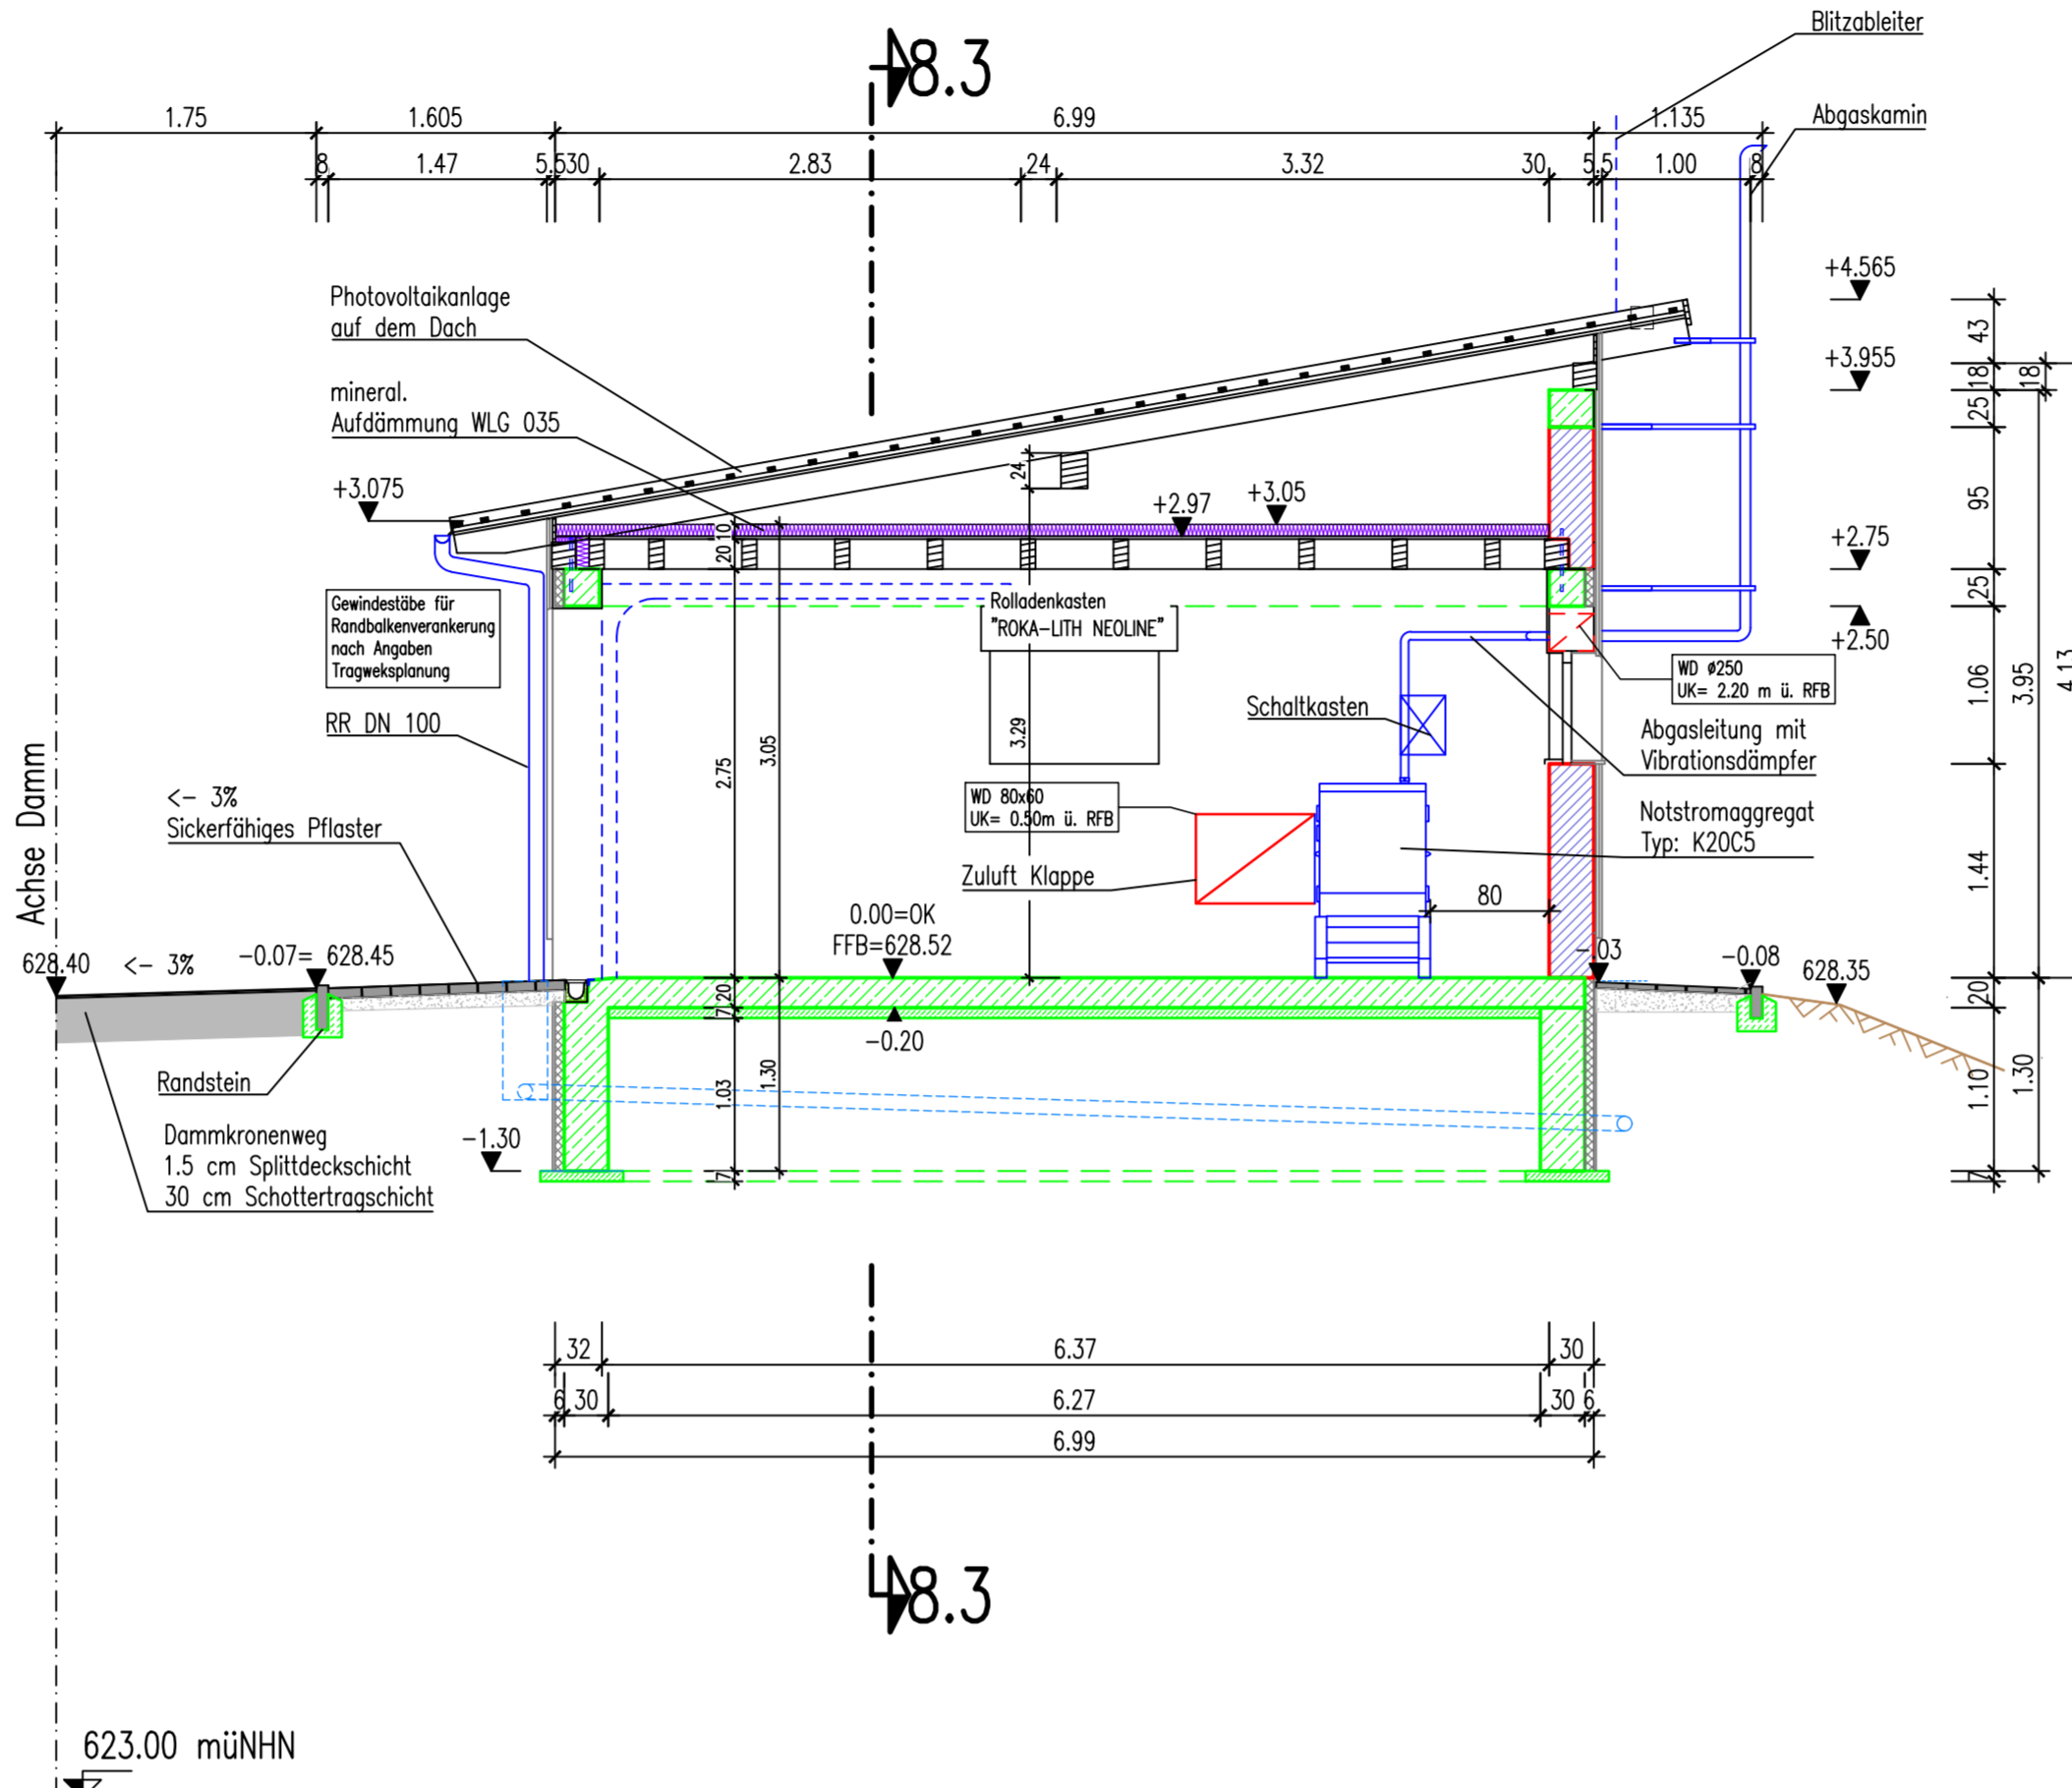 Blitzableiter
8.3
Abgaskamin
1.75
1.605
6.99
1.135
8
1.47
5.5
30
2.83
24
3.32
30
5.5
1.00
8
+4.565
Photovoltaikanlage
auf dem Dach
43
+3.955
18
18
mineral.
Aufdämmung WLG 035
25
24
+3.075
+2.97
+3.05
95
10
20
+2.75
25
Gewindestäbe für
Randbalkenverankerung
nach Angaben
Tragweksplanung
Rolladenkasten
"ROKA-LITH NEOLINE"
+2.50
WD ø250
UK= 2.20 m ü. RFB
1.06
3.95
4.13
RR DN 100
Schaltkasten
Abgasleitung mit
Vibrationsdämpfer
3.29
2.75
3.05
Achse Damm
<- 3%
Sickerfähiges Pflaster
WD 80x60
UK= 0.50m ü. RFB
Notstromaggregat
Typ: K20C5
Zuluft Klappe
1.44
80
0.00=OK
FFB=628.52
628.40
<- 3%
-0.07= 628.45
-.03
-0.08
628.35
20
7
20
-0.20
Randstein
1.03
1.30
1.10
1.30
Dammkronenweg
1.5 cm Splittdeckschicht
30 cm Schottertragschicht
-1.30
7
7
32
6.37
30
6
30
6.27
30
6
6.99
8.3
623.00 müNHN